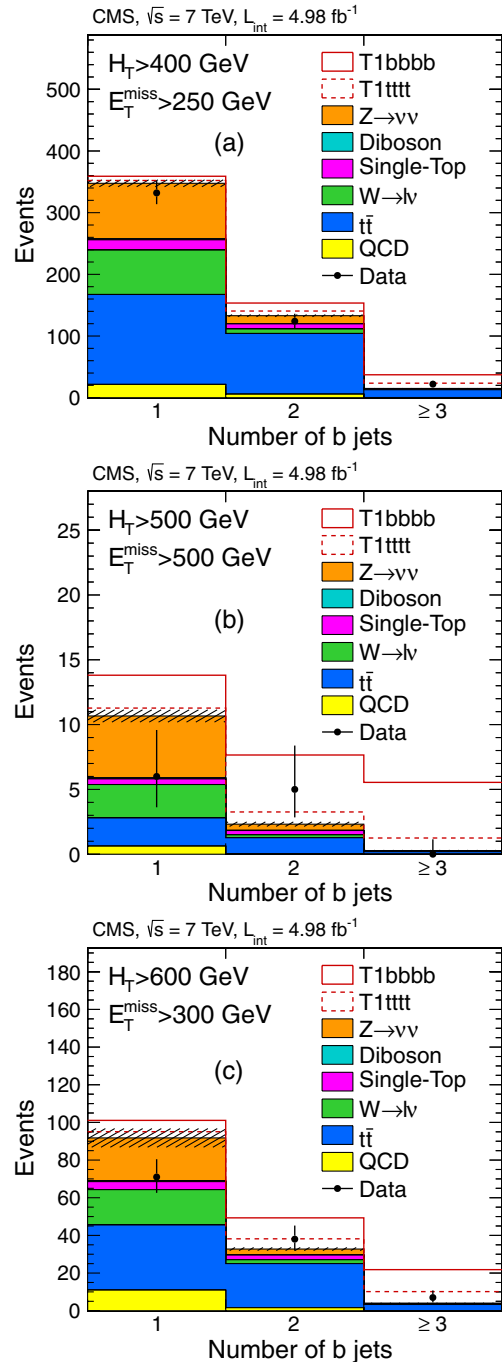 CMS, √s = 7 TeV, L_int = 4.98 fb⁻¹
H_T>400 GeV
E_T^miss>250 GeV
(a)
T1bbbb
T1tttt
Z→νν
Diboson
Single-Top
W→lν
tt̄
QCD
Data
Events
500
400
300
200
100
0
1 2 ≥ 3
Number of b jets
CMS, √s = 7 TeV, L_int = 4.98 fb⁻¹
H_T>500 GeV
E_T^miss>500 GeV
(b)
T1bbbb
T1tttt
Z→νν
Diboson
Single-Top
W→lν
tt̄
QCD
Data
Events
25
20
15
10
5
0
1 2 ≥ 3
Number of b jets
CMS, √s = 7 TeV, L_int = 4.98 fb⁻¹
H_T>600 GeV
E_T^miss>300 GeV
(c)
T1bbbb
T1tttt
Z→νν
Diboson
Single-Top
W→lν
tt̄
QCD
Data
Events
180
160
140
120
100
80
60
40
20
0
1 2 ≥ 3
Number of b jets